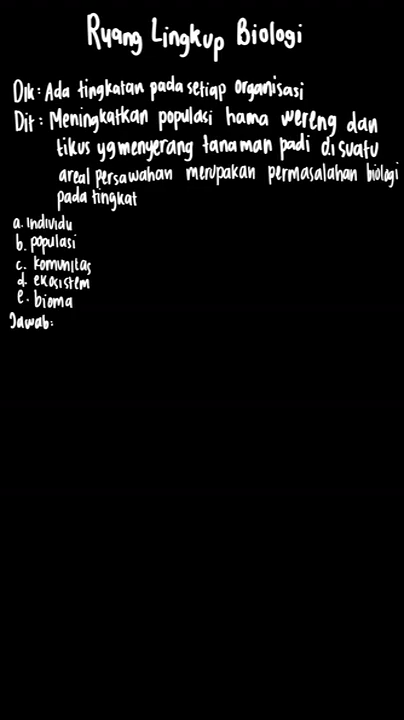 Ruang Lingkup Biologi
Dik : Ada tingkatan pada setiap organisasi
Dit : Meningkatkan populasi hama wereng dan
tikus yg menyerang tanaman padi di suatu
areal persawahan merupakan permasalahan biologi
pada tingkat
a. individu
b. populasi
c. komunitas
d. ekosistem
e. bioma
Jawab: